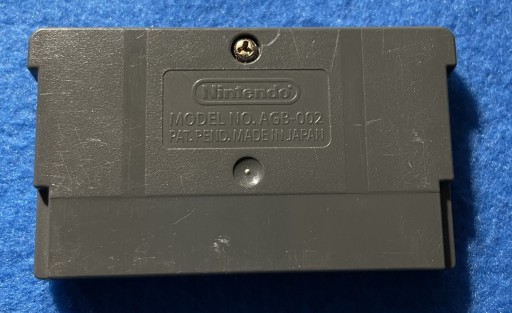 Nintendo
MODEL NO. AGB-002
PAT. PEND. MADE IN JAPAN